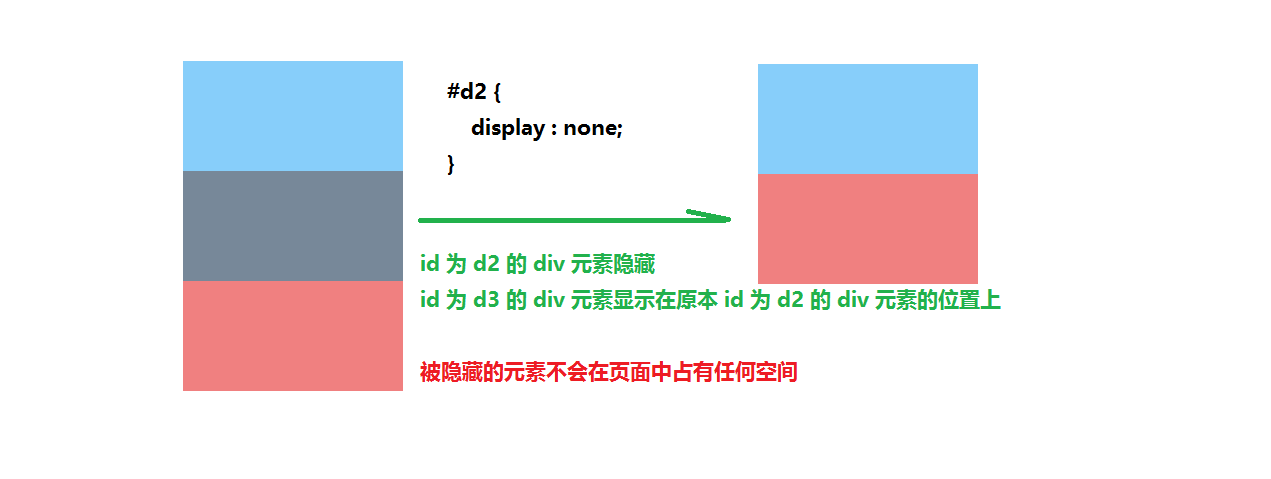 #d2 {
display : none;
}
id 为 d2 的 div 元素隐藏
id 为 d3 的 div 元素显示在原本 id 为 d2 的 div 元素的位置上
被隐藏的元素不会在页面中占有任何空间